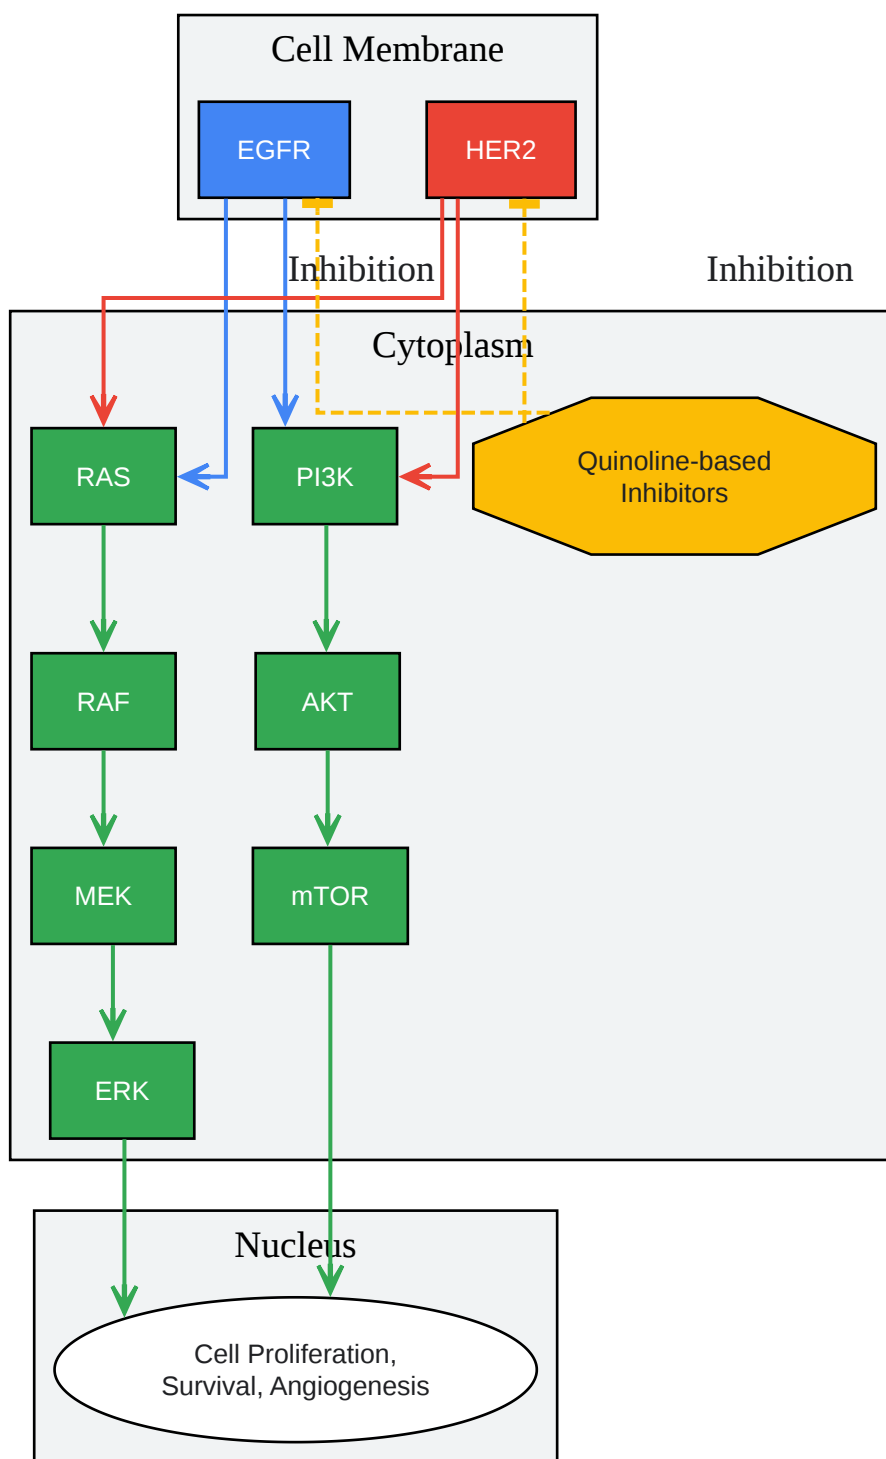 Cell Membrane
EGFR
HER2
Inhibition
Inhibition
Cytoplasm
RAS
PI3K
Quinoline-based
Inhibitors
RAF
AKT
MEK
mTOR
ERK
Nucleus
Cell Proliferation,
Survival, Angiogenesis